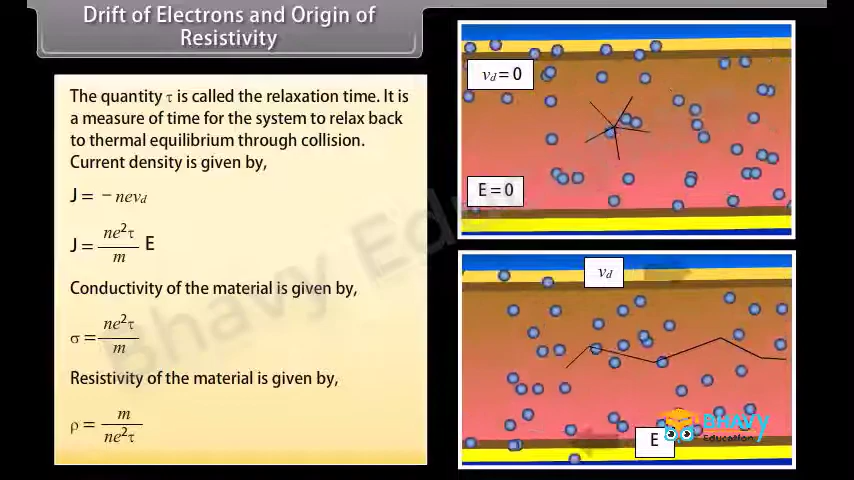 Drift of Electrons and Origin of
Resistivity
The quantity τ is called the relaxation time. It is
a measure of time for the system to relax back
to thermal equilibrium through collision.
Current density is given by,
J = − nev_d
J = ne²τ/m E
Conductivity of the material is given by,
σ = ne²τ/m
Resistivity of the material is given by,
ρ = m/ne²τ
v_d = 0
E = 0
v_d
E
BHAVY
Education